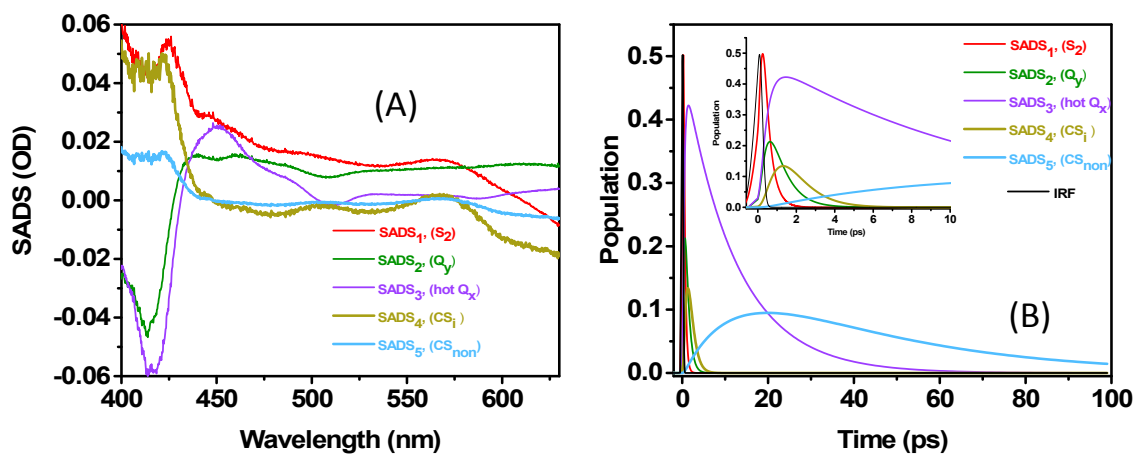 0.06
0.04
0.02
0.00
-0.02
-0.04
-0.06
SADS (OD)
(A)
SADS1, (S2)
SADS2, (Qy)
SADS3, (hot Qx)
SADS4, (CSi )
SADS5, (CSnon)
400 450 500 550 600
Wavelength (nm)
0.5
0.4
0.3
0.2
0.1
0.0
Population
0.5
0.4
0.3
0.2
0.1
0.0
Population
0 2 4 6 8 10
Time (ps)
SADS1, (S2)
SADS2, (Qy)
SADS3, (hot Qx)
SADS4, (CSi )
SADS5, (CSnon)
IRF
(B)
0 20 40 60 80 100
Time (ps)